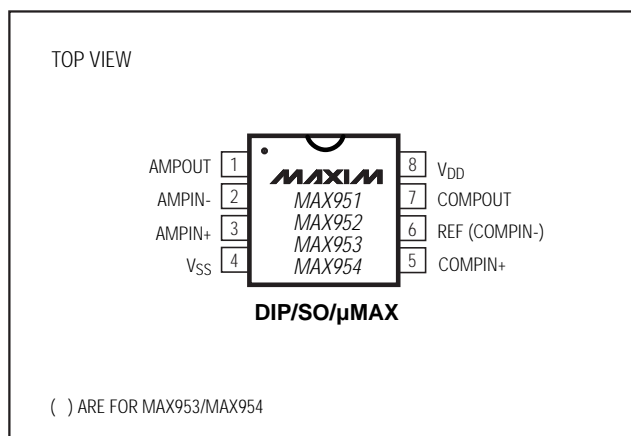 TOP VIEW
AMPOUT 1
AMPIN- 2
AMPIN+ 3
VSS 4
MAXIM
MAX951
MAX952
MAX953
MAX954
8 VDD
7 COMPOUT
6 REF (COMPIN-)
5 COMPIN+
DIP/SO/µMAX
( ) ARE FOR MAX953/MAX954